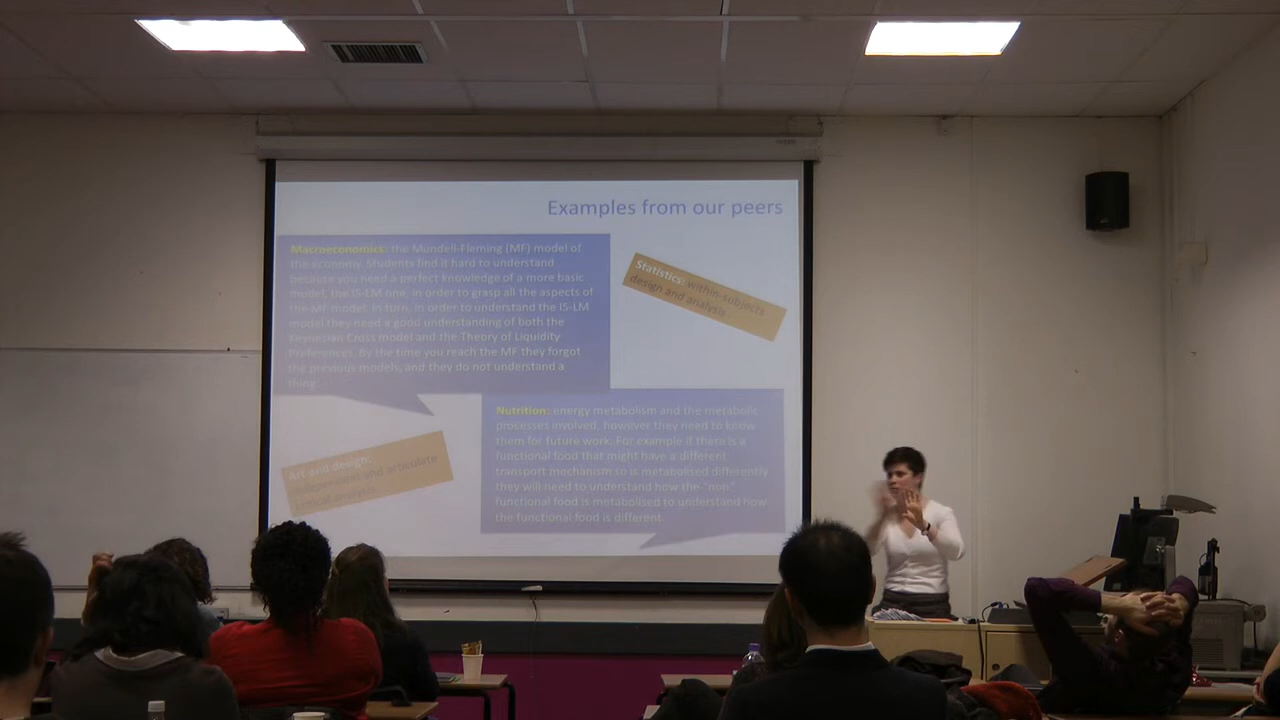 Examples from our peers
Macroeconomics: the Mundell-Fleming (MF) model of
the economy. Students find it hard to understand
because you need a perfect knowledge of a more basic
model, the IS-LM one, in order to grasp all the aspects of
the MF model. In turn, in order to understand the IS-LM
model they need a good understanding of both the
Keynesian Cross model and the Theory of Liquidity
Preferences. By the time you reach the MF they forgot
the previous models, and they do not understand a
thing.
Statistics: within-subjects
design and analysis
Nutrition: energy metabolism and the metabolic
processes involved, however they need to know
them for future work. For example if there is a
functional food that might have a different
transport mechanism so is metabolised differently
they will need to understand how the "non"
functional food is metabolised to understand how
the functional food is different.
Art and design:
and articulate
analysis